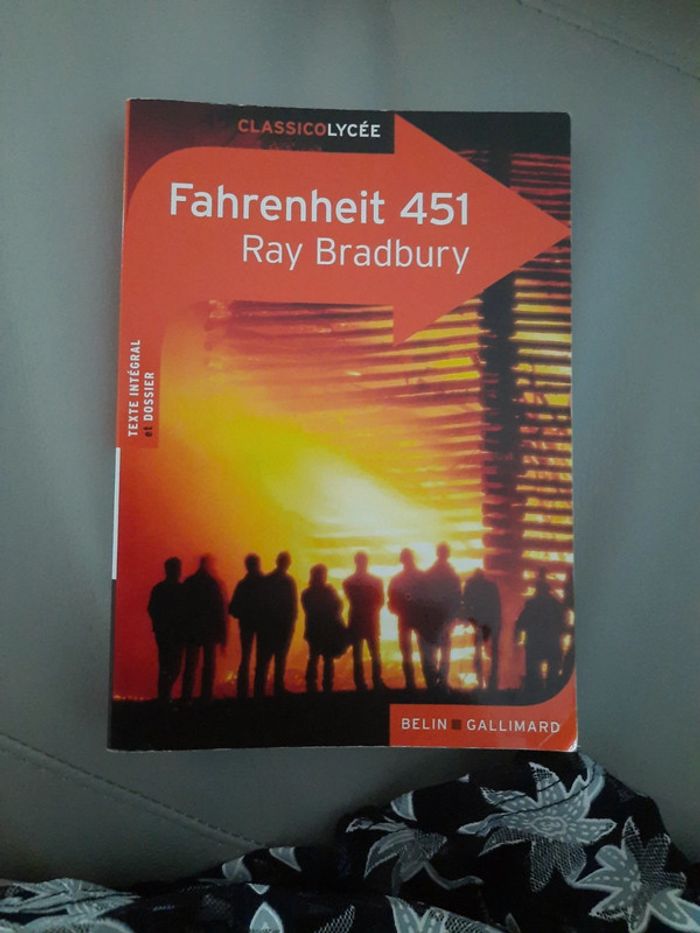 CLASSICOLYCÉE
Fahrenheit 451
Ray Bradbury
TEXTE INTÉGRAL
et DOSSIER
BELIN ■ GALLIMARD